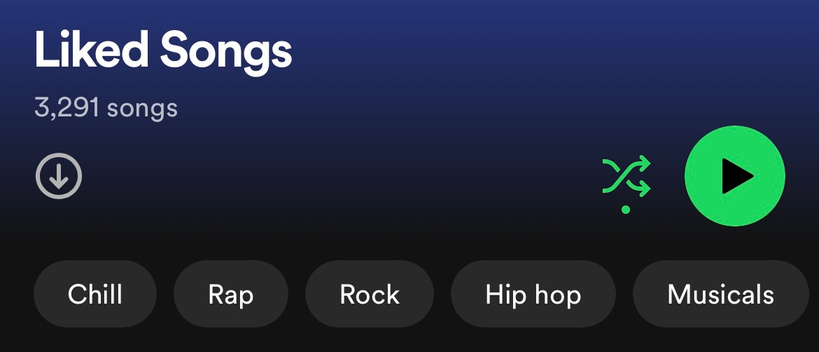 Liked Songs
3,291 songs
Chill Rap Rock Hip hop Musicals